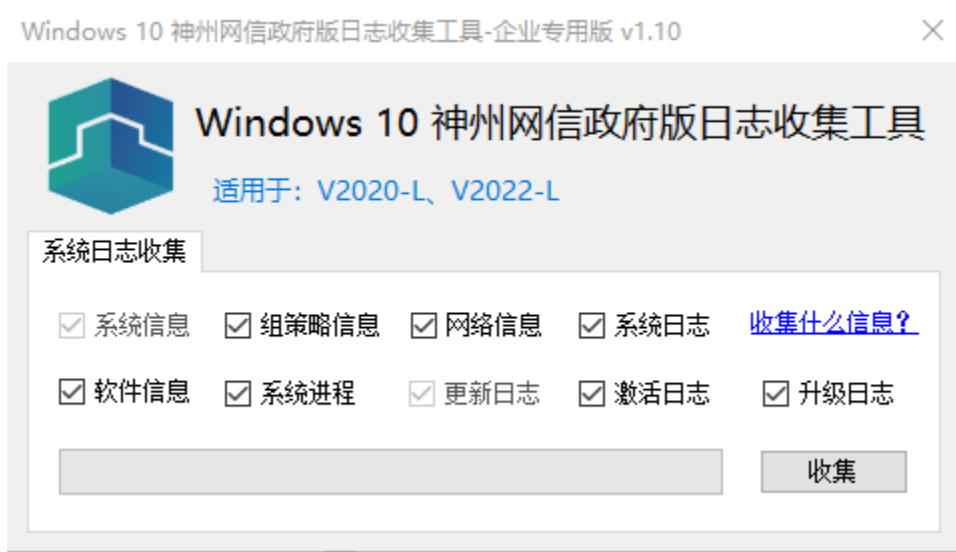 Windows 10 神州网信政府版日志收集工具-企业专用版 v1.10
Windows 10 神州网信政府版日志收集工具
适用于：V2020-L、V2022-L
系统日志收集
系统信息 组策略信息 网络信息 系统日志 收集什么信息？
软件信息 系统进程 更新日志 激活日志 升级日志
收集